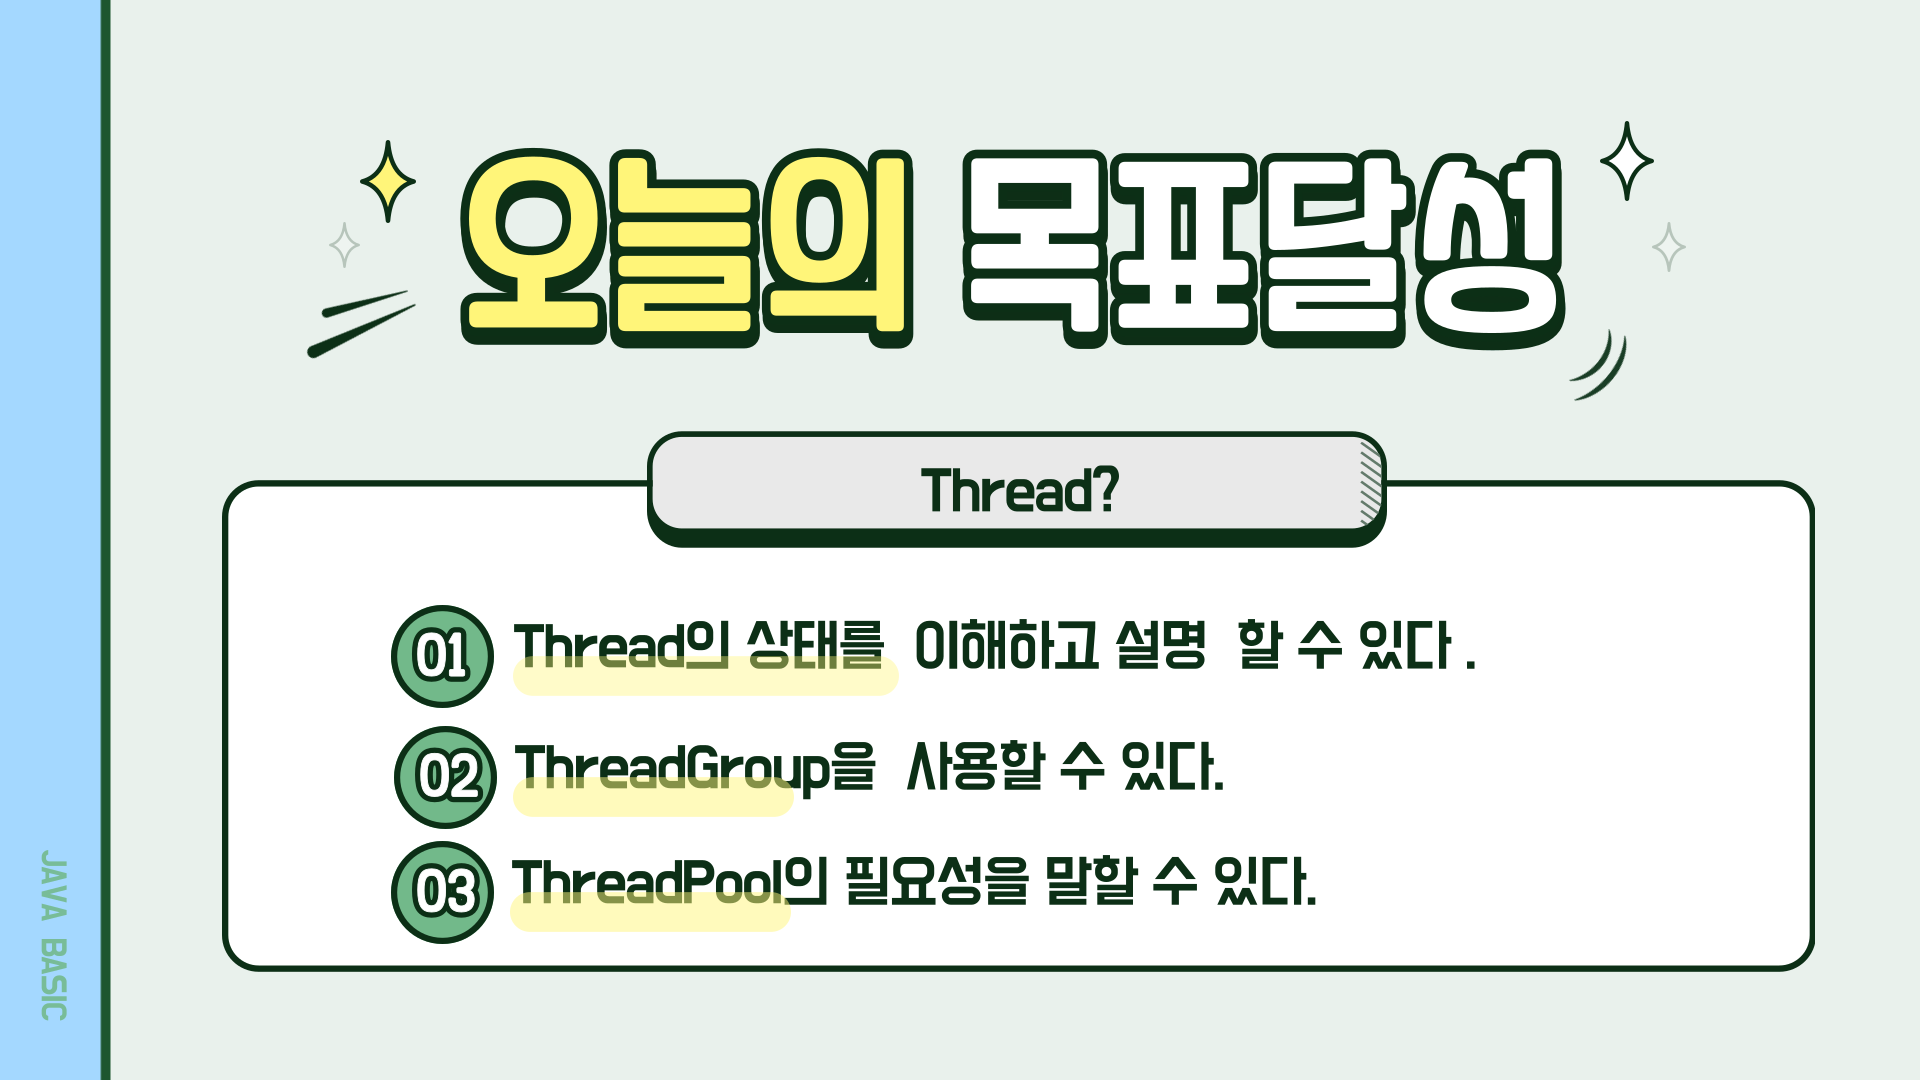 오늘의 목표달성
Thread?
01 Thread의 상태를 이해하고 설명 할 수 있다 .
02 ThreadGroup을 사용할 수 있다.
03 ThreadPool의 필요성을 말할 수 있다.
JAVA BASIC